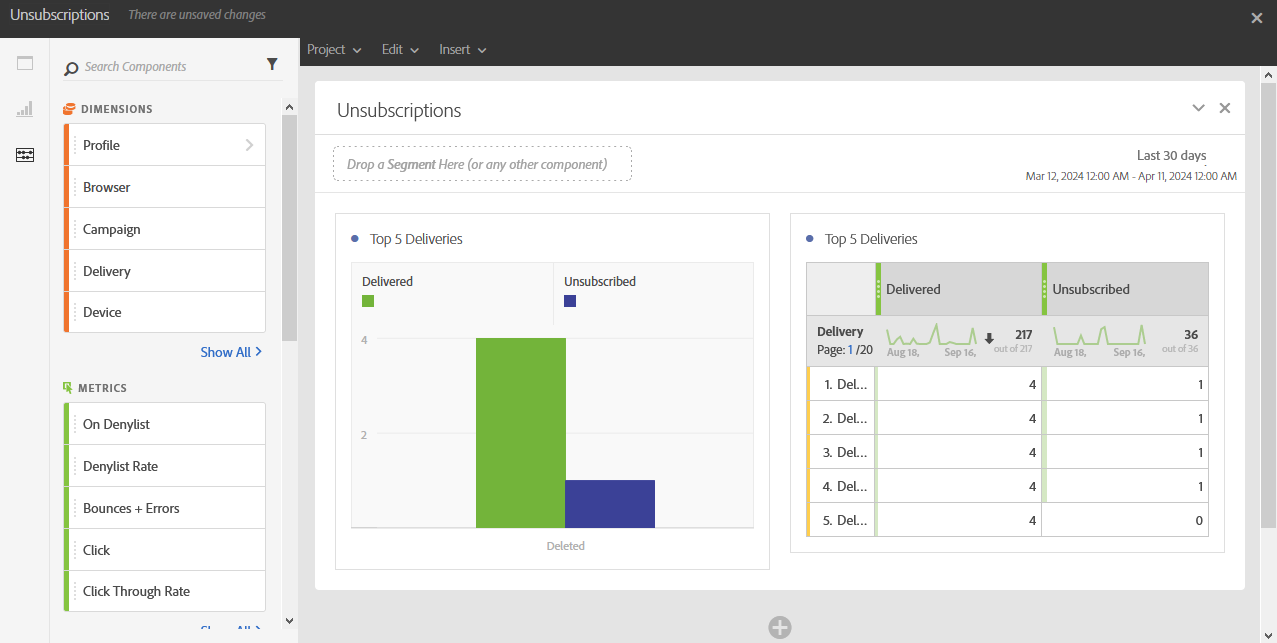 Unsubscriptions There are unsaved changes
Project Edit Insert
Search Components
DIMENSIONS
Profile
Browser
Campaign
Delivery
Device
Show All
METRICS
On Denylist
Denylist Rate
Bounces + Errors
Click
Click Through Rate
Show All
Unsubscriptions
Drop a Segment Here (or any other component)
Last 30 days
Mar 12, 2024 12:00 AM - Apr 11, 2024 12:00 AM
Top 5 Deliveries
Delivered Unsubscribed
4
2
Deleted
Top 5 Deliveries
Delivered Unsubscribed
Delivery 217 36
Page: 1 /20 Aug 18, Sep 16, out of 217 Aug 18, Sep 16, out of 36
1. Del... 4 1
2. Del... 4 1
3. Del... 4 1
4. Del... 4 1
5. Del... 4 0